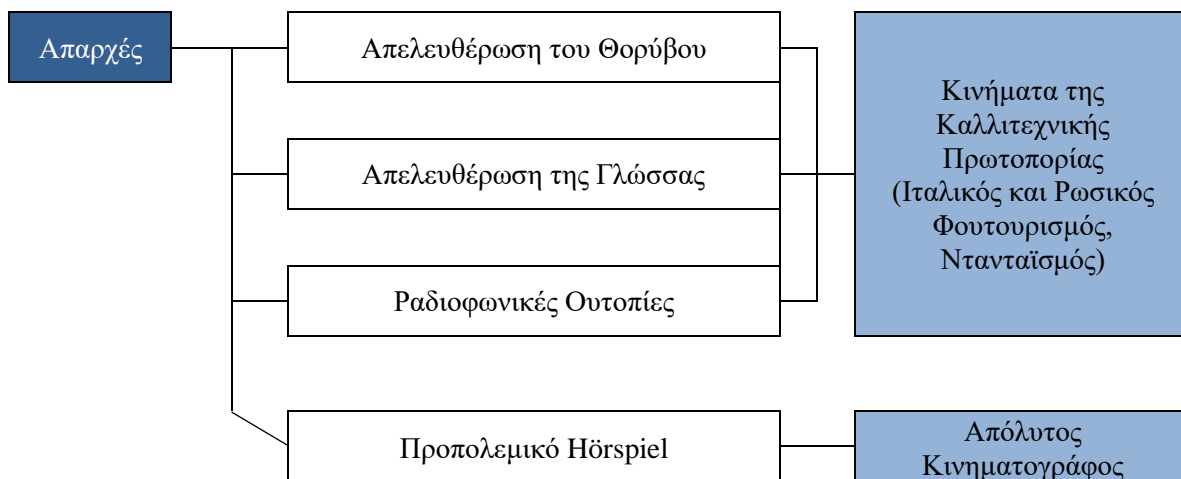 Απαρχές
Απελευθέρωση του Θορύβου
Απελευθέρωση της Γλώσσας
Ραδιοφωνικές Ουτοπίες
Κινήματα της
Καλλιτεχνικής
Πρωτοπορίας
(Ιταλικός και Ρωσικός
Φουτουρισμός,
Ντανταϊσμός)
Προπολεμικό Hörspiel
Απόλυτος
Κινηματογράφος